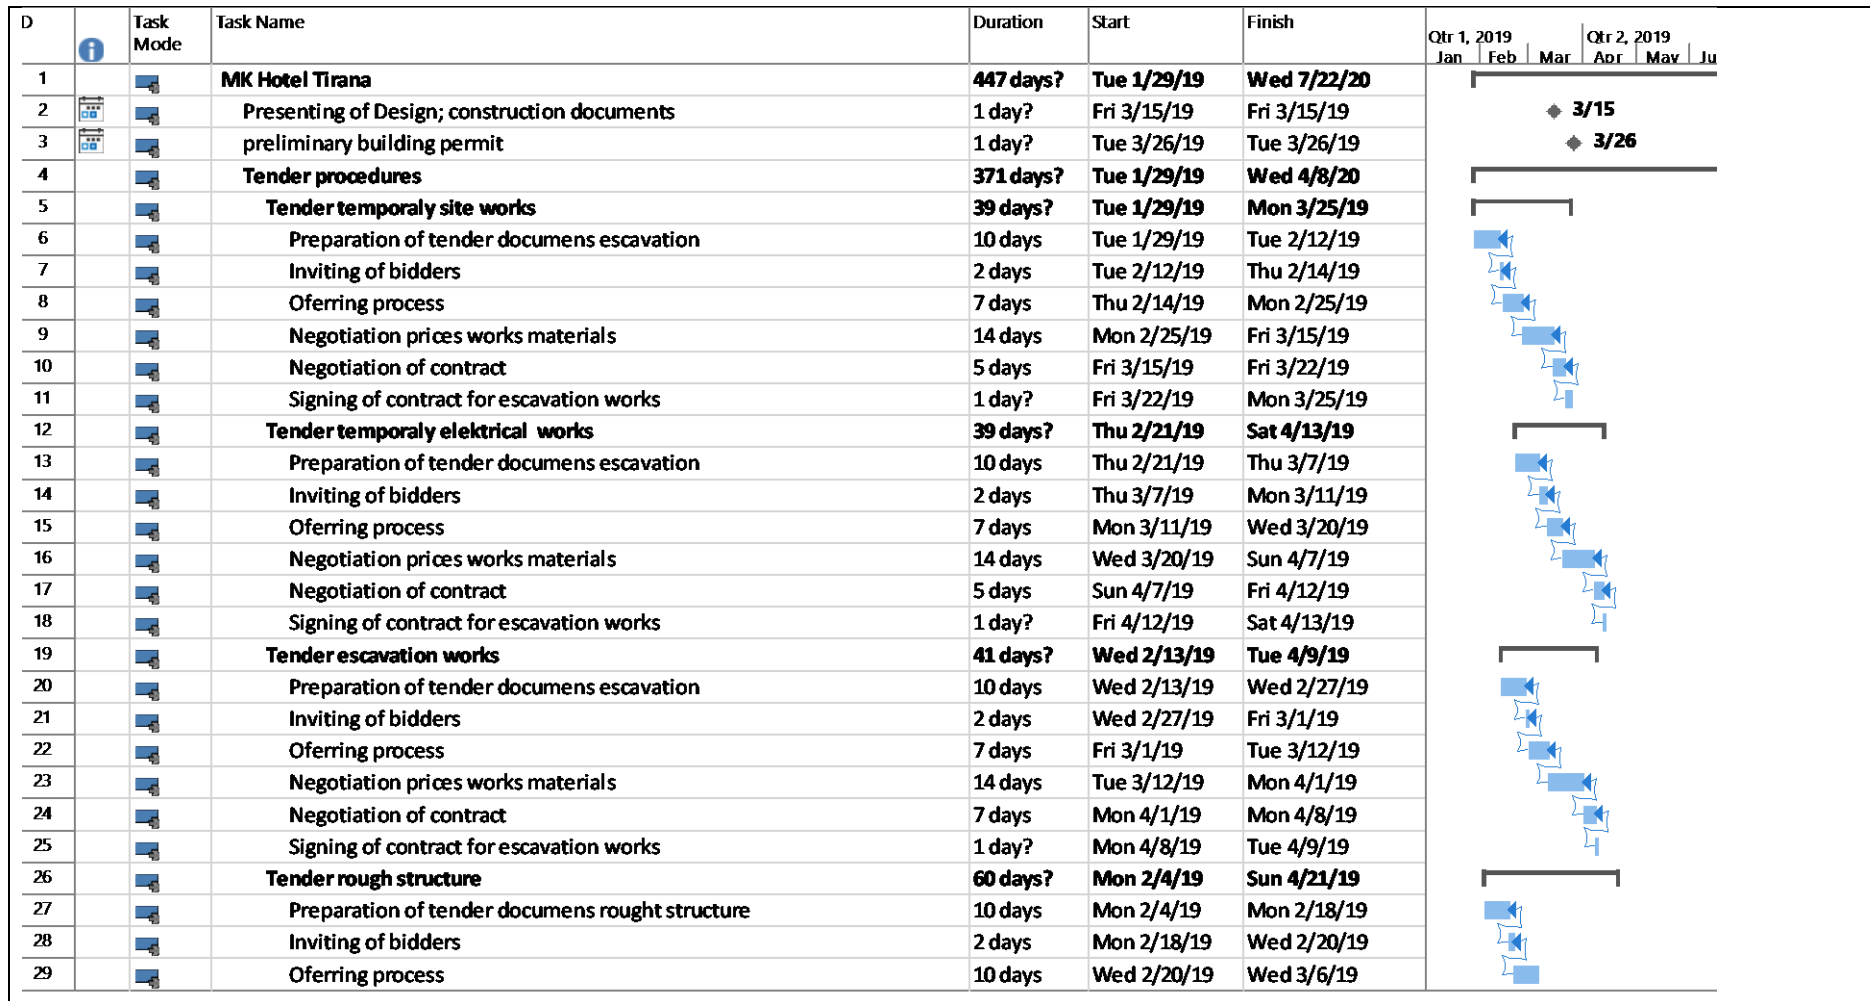 D Task Mode Task Name Duration Start Finish Qtr 1, 2019 Qtr 2, 2019
Jan Feb Mar Apr May Ju
1 MK Hotel Tirana 447 days? Tue 1/29/19 Wed 7/22/20
2 Presenting of Design; construction documents 1 day? Fri 3/15/19 Fri 3/15/19 3/15
3 preliminary building permit 1 day? Tue 3/26/19 Tue 3/26/19 3/26
4 Tender procedures 371 days? Tue 1/29/19 Wed 4/8/20
5 Tender temporaly site works 39 days? Tue 1/29/19 Mon 3/25/19
6 Preparation of tender documens escavation 10 days Tue 1/29/19 Tue 2/12/19
7 Inviting of bidders 2 days Tue 2/12/19 Thu 2/14/19
8 Oferring process 7 days Thu 2/14/19 Mon 2/25/19
9 Negotiation prices works materials 14 days Mon 2/25/19 Fri 3/15/19
10 Negotiation of contract 5 days Fri 3/15/19 Fri 3/22/19
11 Signing of contract for escavation works 1 day? Fri 3/22/19 Mon 3/25/19
12 Tender temporaly elektrical works 39 days? Thu 2/21/19 Sat 4/13/19
13 Preparation of tender documens escavation 10 days Thu 2/21/19 Thu 3/7/19
14 Inviting of bidders 2 days Thu 3/7/19 Mon 3/11/19
15 Oferring process 7 days Mon 3/11/19 Wed 3/20/19
16 Negotiation prices works materials 14 days Wed 3/20/19 Sun 4/7/19
17 Negotiation of contract 5 days Sun 4/7/19 Fri 4/12/19
18 Signing of contract for escavation works 1 day? Fri 4/12/19 Sat 4/13/19
19 Tender escavation works 41 days? Wed 2/13/19 Tue 4/9/19
20 Preparation of tender documens escavation 10 days Wed 2/13/19 Wed 2/27/19
21 Inviting of bidders 2 days Wed 2/27/19 Fri 3/1/19
22 Oferring process 7 days Fri 3/1/19 Tue 3/12/19
23 Negotiation prices works materials 14 days Tue 3/12/19 Mon 4/1/19
24 Negotiation of contract 7 days Mon 4/1/19 Mon 4/8/19
25 Signing of contract for escavation works 1 day? Mon 4/8/19 Tue 4/9/19
26 Tender rough structure 60 days? Mon 2/4/19 Sun 4/21/19
27 Preparation of tender documens rought structure 10 days Mon 2/4/19 Mon 2/18/19
28 Inviting of bidders 2 days Mon 2/18/19 Wed 2/20/19
29 Oferring process 10 days Wed 2/20/19 Wed 3/6/19